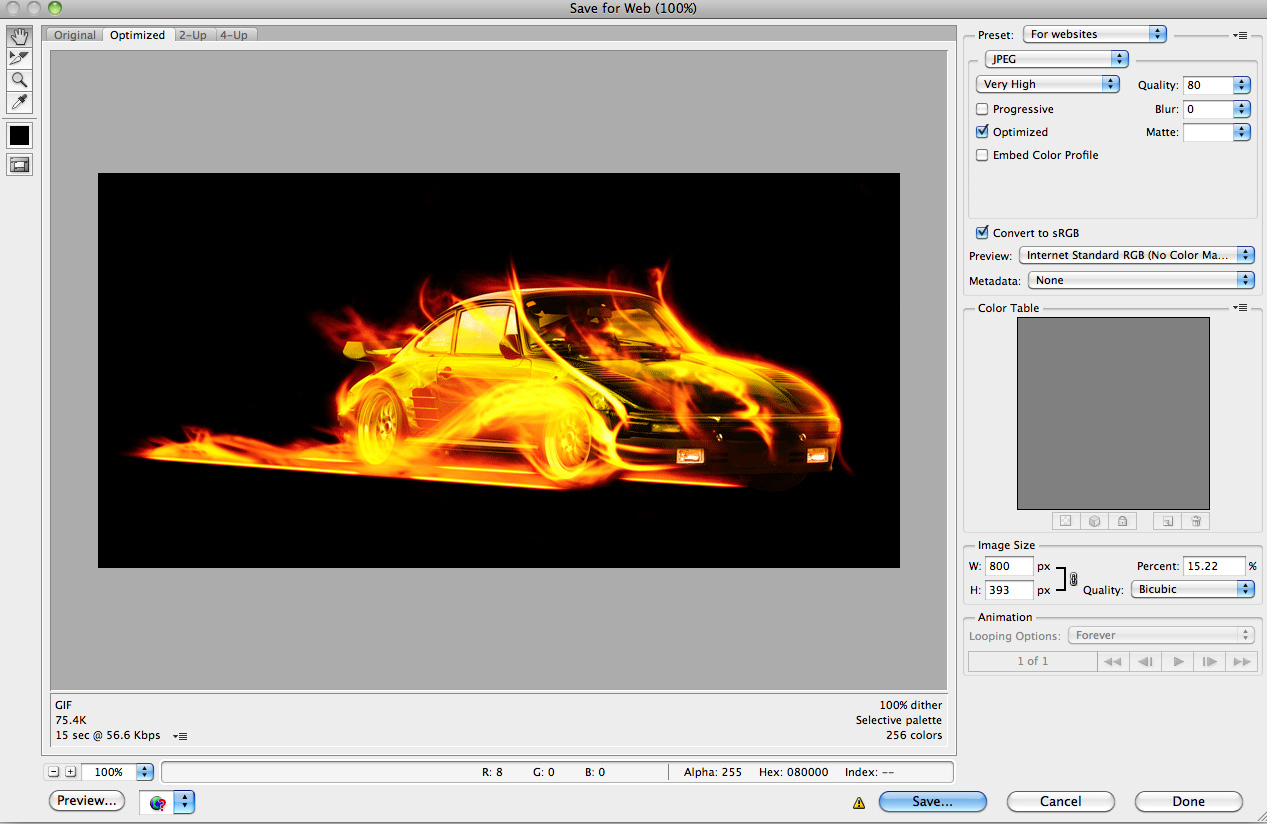 Save for Web (100%)
Original Optimized 2-Up 4-Up
Preset: For websites
JPEG
Very High Quality: 80
Progressive Blur: 0
Optimized Matte:
Embed Color Profile
Convert to sRGB
Preview: Internet Standard RGB (No Color Ma...
Metadata: None
Color Table
Image Size
W: 800 px Percent: 15.22 %
H: 393 px Quality: Bicubic
Animation
Looping Options: Forever
1 of 1
GIF 100% dither
75.4K Selective palette
15 sec @ 56.6 Kbps 256 colors
100% R: 8 G: 0 B: 0 Alpha: 255 Hex: 080000 Index: --
Preview... Save... Cancel Done